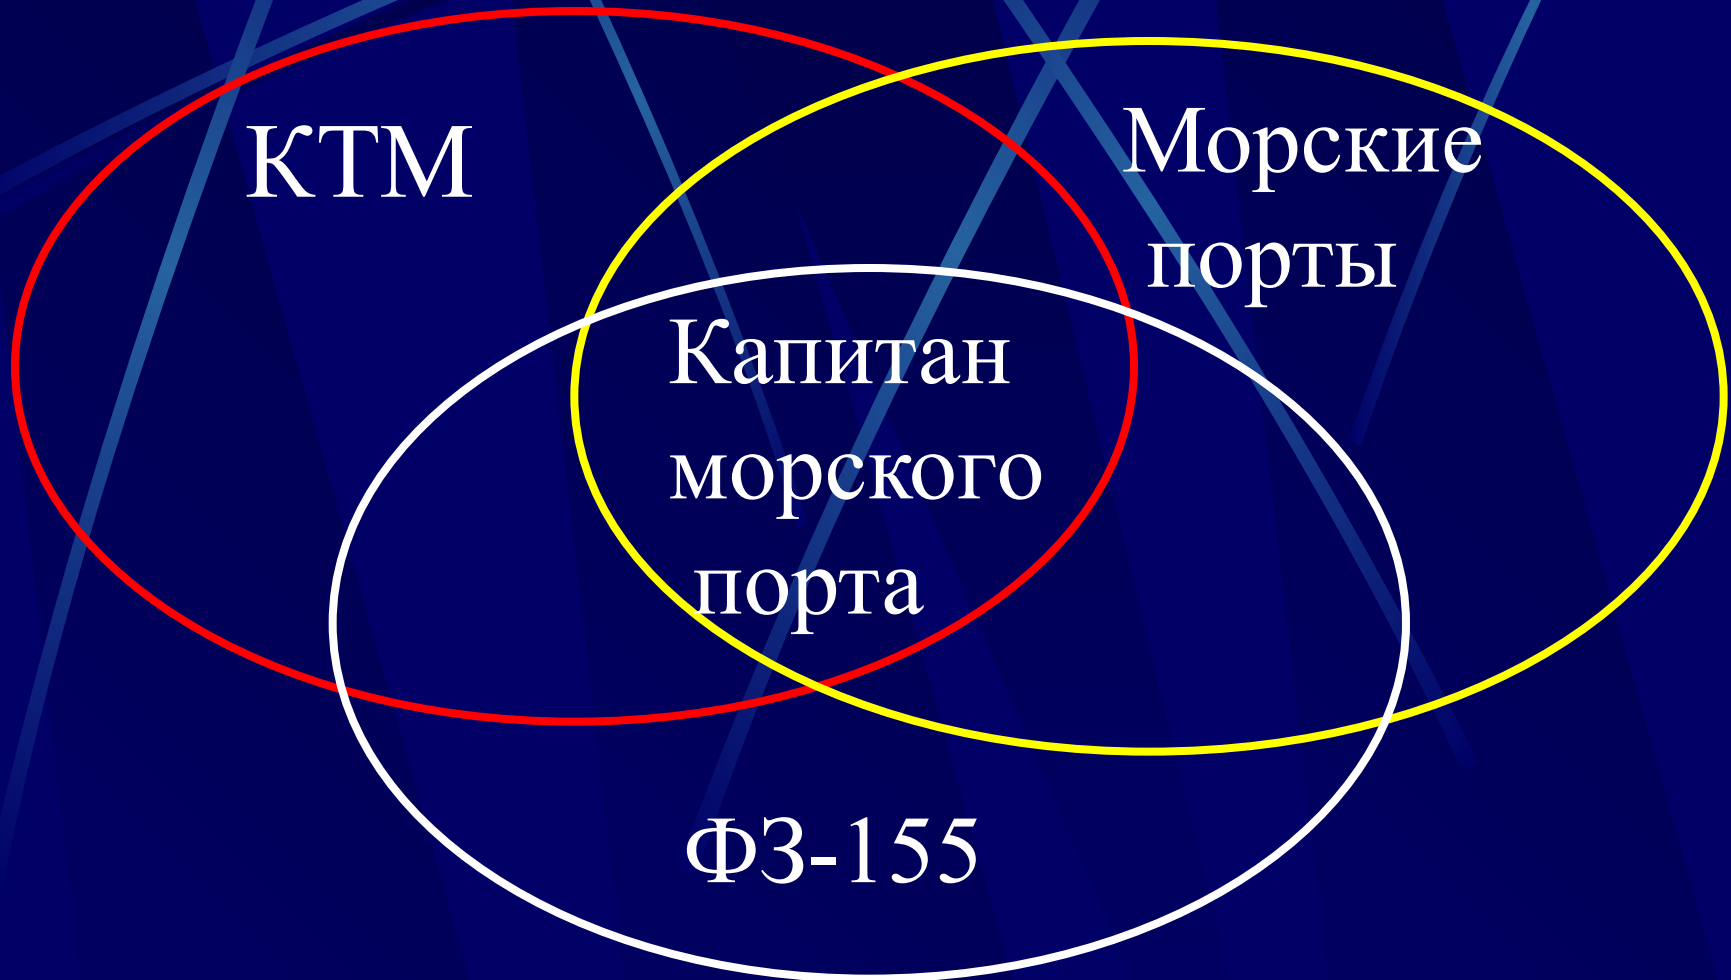 КТМ
Морские
порты
Капитан
морского
порта
ФЗ-155